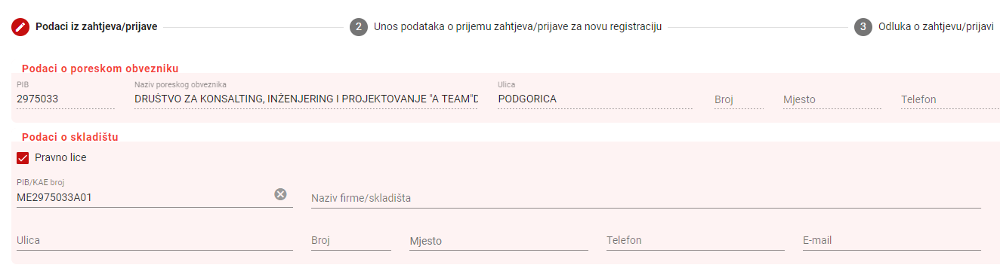 Podaci iz zahtjeva/prijave
2 Unos podataka o prijemu zahtjeva/prijave za novu registraciju
3 Odluka o zahtjevu/prijavi
Podaci o poreskom obvezniku
PIB Naziv poreskog obveznika Ulica
2975033 DRUŠTVO ZA KONSALTING, INŽENJERING I PROJEKTOVANJE "A TEAM"D PODGORICA Broj Mjesto Telefon
Podaci o skladištu
Pravno lice
PIB/KAE broj
ME2975033A01 Naziv firme/skladišta
Ulica Broj Mjesto Telefon E-mail